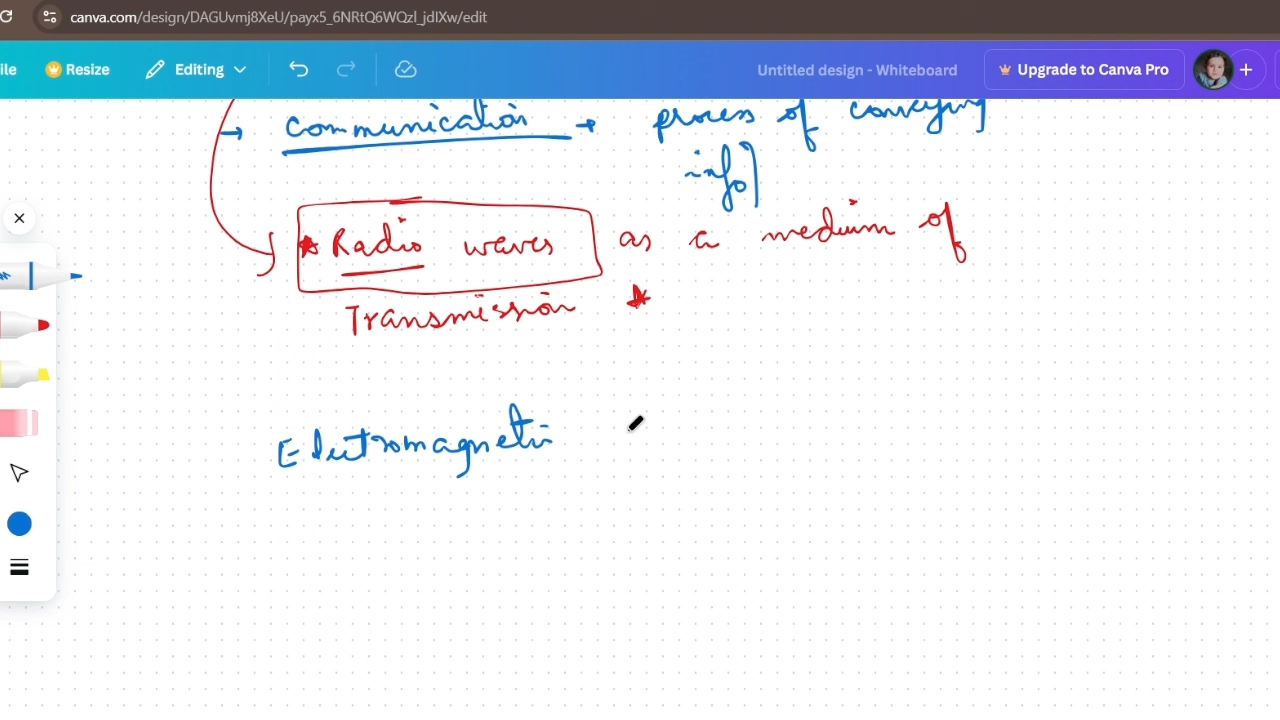 canva.com/design/DAGUvmj8XeU/payx5_6NRtQ6WQzl_jdIXw/edit
ile Resize Editing Untitled design - Whiteboard Upgrade to Canva Pro +
→ communication → process of conveying
info]
★ Radio waves as a medium of
Transmission ★
Electromagneti